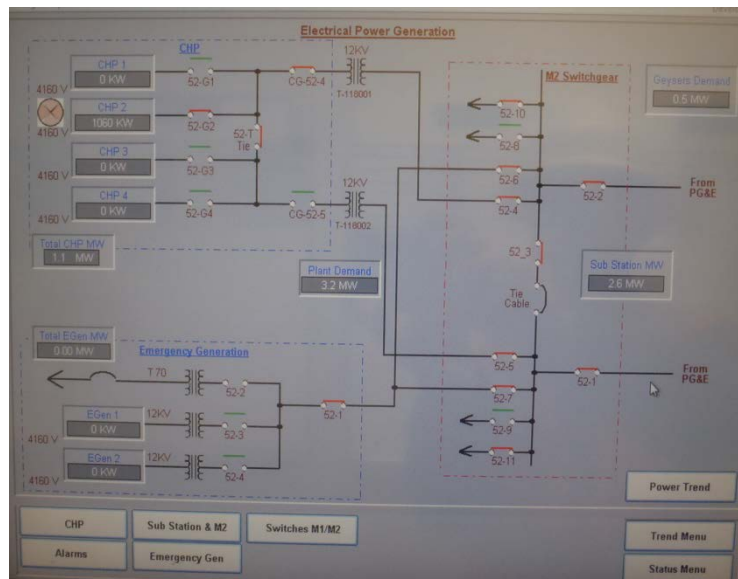 Electrical Power Generation
CHP
CHP 1
0 KW
4160 V
CHP 2
1060 KW
4160 V
CHP 3
0 KW
4160 V
CHP 4
0 KW
4160 V
52-G1
52-G2
52-G3
52-G4
52-T
Tie
CG-52-4
CG-52-5
12KV
T-118001
12KV
T-118002
Total CHP MW
1.1 MW
Plant Demand
3.2 MW
M2 Switchgear
52-10
52-8
52-6
52-4
52-2
From
PG&E
52_3
Tie
Cable
52-5
52-1
From
PG&E
52-7
52-9
52-11
Geysers Demand
0.5 MW
Sub Station MW
2.6 MW
Total EGen MW
0.00 MW
Emergency Generation
T 70
52-2
EGen 1
0 KW
12KV
4160 V
52-3
EGen 2
0 KW
12KV
4160 V
52-4
52-1
Power Trend
CHP
Sub Station & M2
Switches M1/M2
Trend Menu
Alarms
Emergency Gen
Status Menu